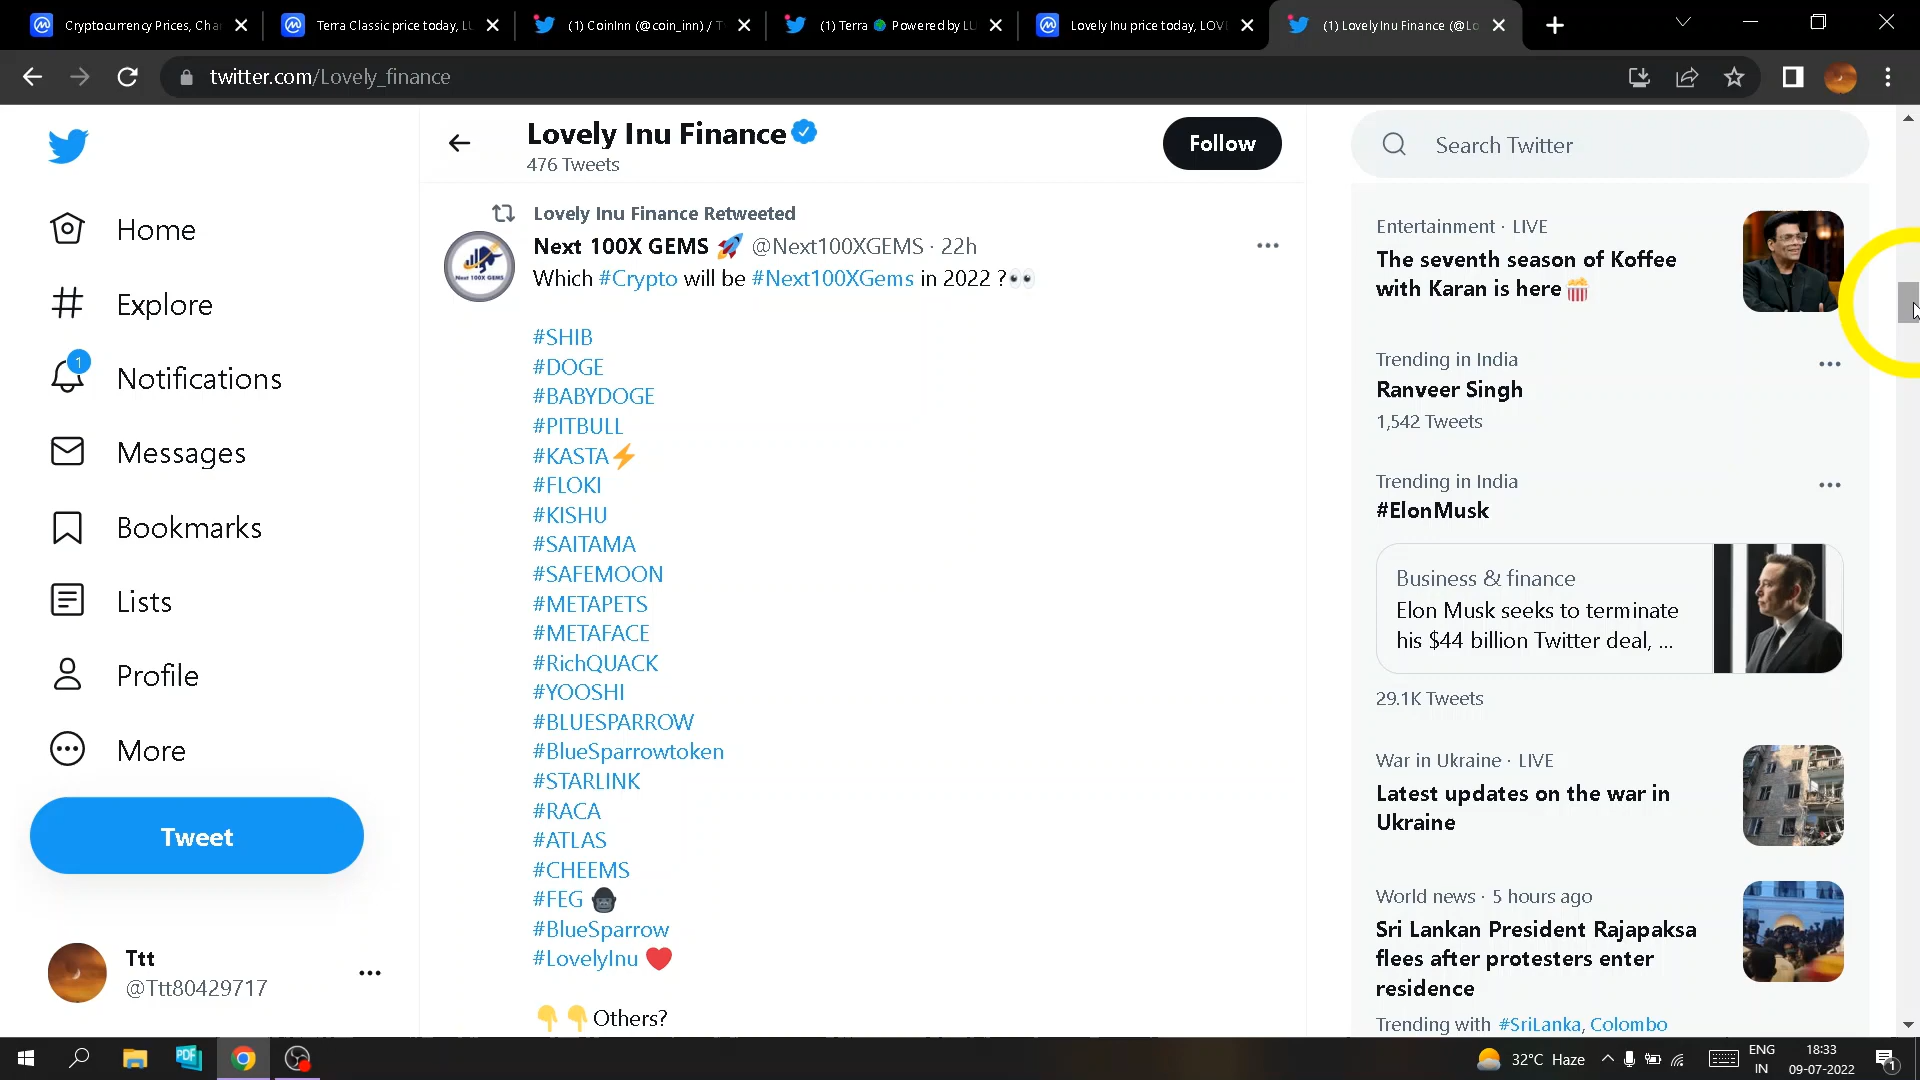 Cryptocurrency Prices, Cha
Terra Classic price today, LU
(1) CoinInn (@coin_inn) / T
(1) Terra 🌍 Powered by LU
Lovely Inu price today, LOVE
(1) Lovely Inu Finance (@Lo
twitter.com/Lovely_finance
Home
Explore
1
Notifications
Messages
Bookmarks
Lists
Profile
More
Tweet
Ttt
@Ttt80429717
Lovely Inu Finance
476 Tweets
Follow
Lovely Inu Finance Retweeted
Next 100X GEMS 🚀 @Next100XGEMS · 22h
Which #Crypto will be #Next100XGems in 2022 ?👀
#SHIB
#DOGE
#BABYDOGE
#PITBULL
#KASTA⚡
#FLOKI
#KISHU
#SAITAMA
#SAFEMOON
#METAPETS
#METAFACE
#RichQUACK
#YOOSHI
#BLUESPARROW
#BlueSparrowtoken
#STARLINK
#RACA
#ATLAS
#CHEEMS
#FEG 🦍
#BlueSparrow
#LovelyInu ❤️
👇👇Others?
Search Twitter
Entertainment · LIVE
The seventh season of Koffee
with Karan is here🍿
Trending in India
Ranveer Singh
1,542 Tweets
Trending in India
#ElonMusk
Business & finance
Elon Musk seeks to terminate
his $44 billion Twitter deal, ...
29.1K Tweets
War in Ukraine · LIVE
Latest updates on the war in
Ukraine
World news · 5 hours ago
Sri Lankan President Rajapaksa
flees after protesters enter
residence
Trending with #SriLanka, Colombo
PDF
32°C Haze
ENG
IN
18:33
09-07-2022
1